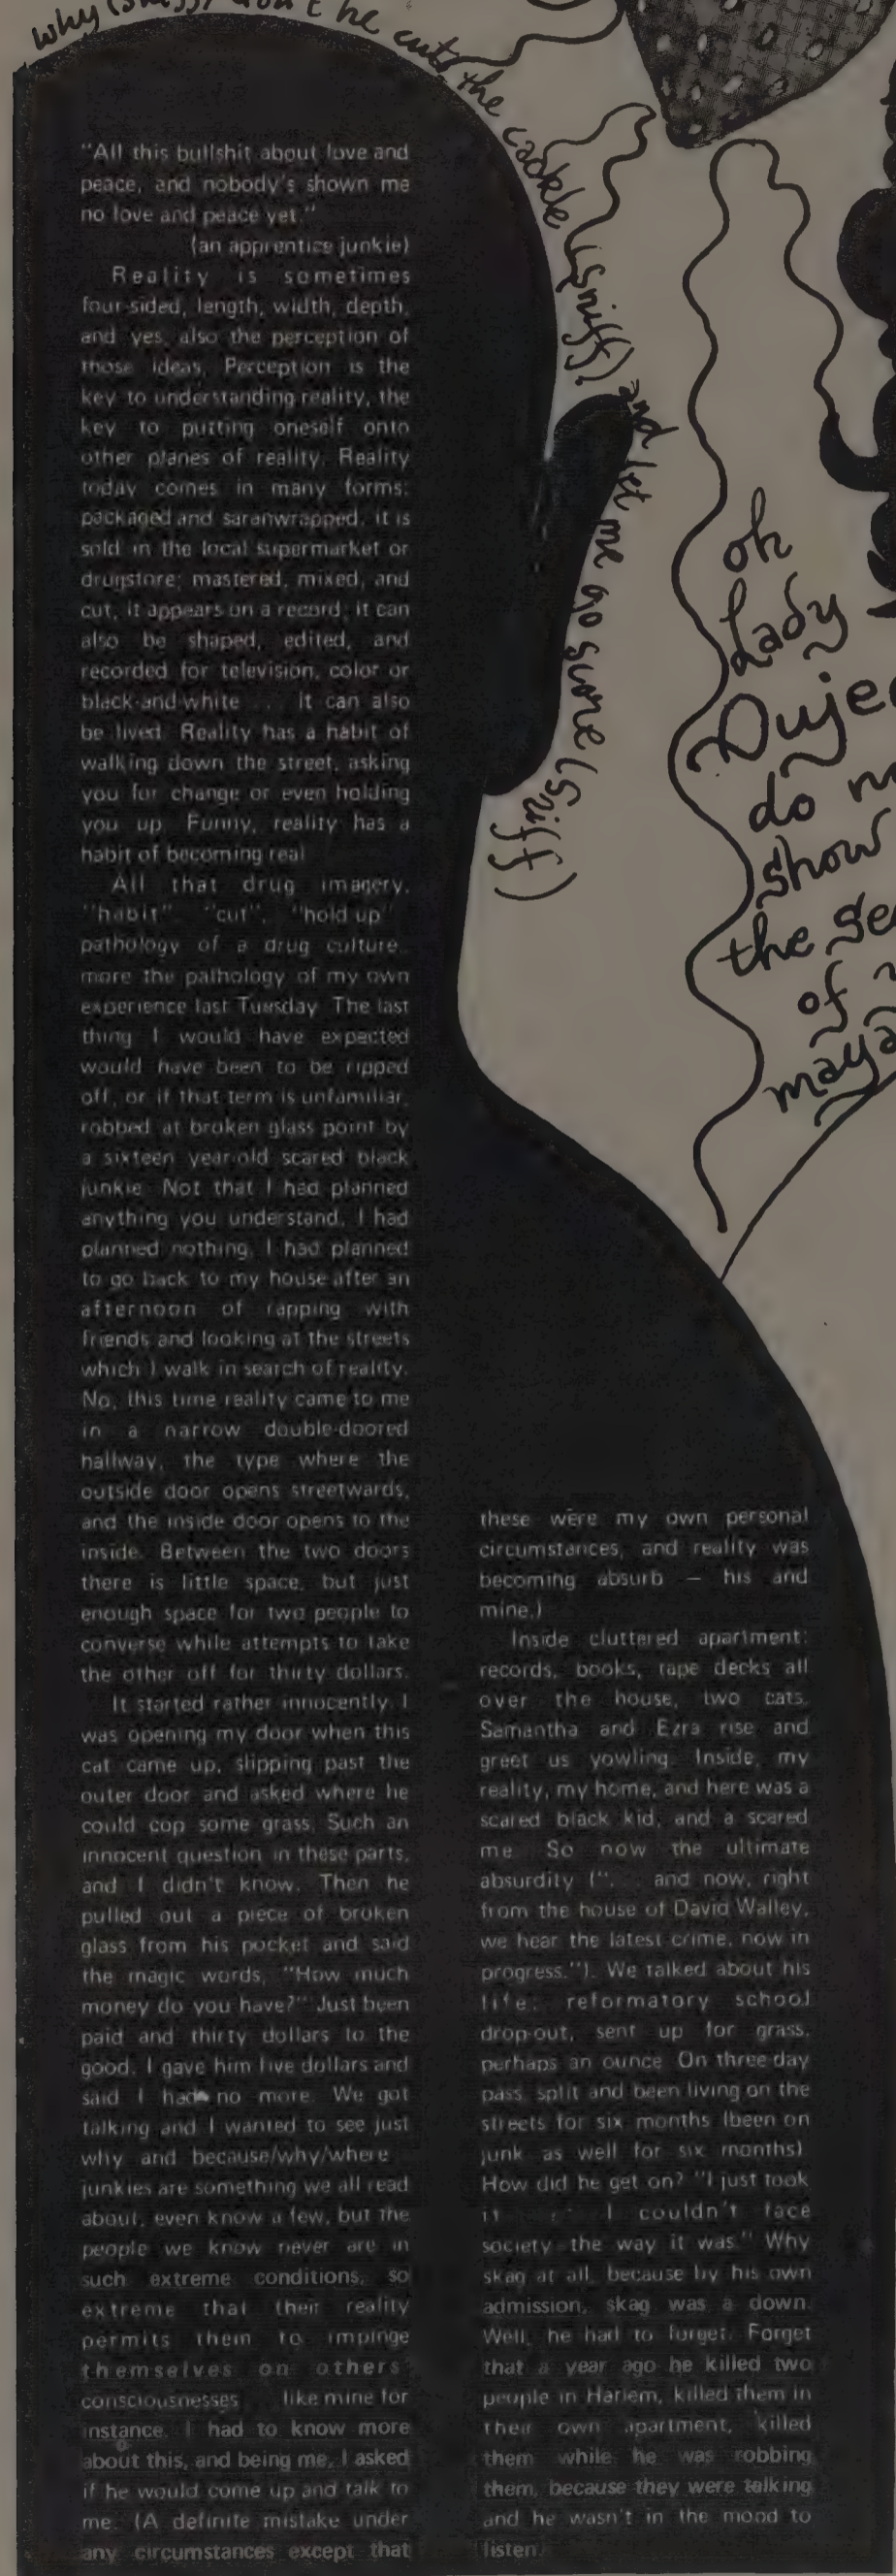 why (sniff) don't he cut the cackle (sniff) and let me go score (sniff)
"All this bullshit about love and
peace, and nobody's shown me
no love and peace yet."
(an apprentice junkie)
Reality is sometimes
four-sided, length, width, depth,
and yes, also the perception of
those ideas. Perception is the
key to understanding reality, the
key to putting oneself onto
other planes of reality. Reality
today comes in many forms:
packaged and saranwrapped, it is
sold in the local supermarket or
drugstore; mastered, mixed, and
cut, it appears on a record; it can
also be shaped, edited, and
recorded for television, color or
black-and-white ... It can also
be lived. Reality has a habit of
walking down the street, asking
you for change or even holding
you up. Funny, reality has a
habit of becoming real.
All that drug imagery,
"habit", "cut", "hold up"
pathology of a drug culture..
more the pathology of my own
experience last Tuesday. The last
thing I would have expected
would have been to be ripped
off, or if that term is unfamiliar,
robbed at broken glass point by
a sixteen year-old scared black
junkie. Not that I had planned
anything you understand. I had
planned nothing. I had planned
to go back to my house after an
afternoon of rapping with
friends and looking at the streets
which I walk in search of reality.
No, this time reality came to me
in a narrow double-doored
hallway, the type where the
outside door opens streetwards,
and the inside door opens to the
inside. Between the two doors
there is little space, but just
enough space for two people to
converse while attempts to take
the other off for thirty dollars.
It started rather innocently. I
was opening my door when this
cat came up, slipping past the
outer door and asked where he
could cop some grass. Such an
innocent question in these parts,
and I didn't know. Then he
pulled out a piece of broken
glass from his pocket and said
the magic words, "How much
money do you have?" Just been
paid and thirty dollars to the
good. I gave him five dollars and
said I had no more. We got
talking and I wanted to see just
why and because/why/where
junkies are something we all read
about, even know a few, but the
people we know never are in
such extreme conditions, so
extreme that their reality
permits them to impinge
themselves on others'
consciousnesses like mine for
instance. I had to know more
about this, and being me, I asked
if he would come up and talk to
me. (A definite mistake under
any circumstances except that
these were my own personal
circumstances, and reality was
becoming absurb — his and
mine.)
Inside cluttered apartment:
records, books, tape decks all
over the house, two cats,
Samantha and Ezra rise and
greet us yowling. Inside, my
reality, my home, and here was a
scared black kid, and a scared
me. So now the ultimate
absurdity (". . . and now, right
from the house of David Walley,
we hear the latest crime, now in
progress."). We talked about his
life: reformatory school
drop-out, sent up for grass,
perhaps an ounce. On three-day
pass, split and been living on the
streets for six months (been on
junk as well for six months).
How did he get on? "I just took
it I couldn't face
society the way it was." Why
skag at all, because by his own
admission, skag was a down.
Well, he had to forget. Forget
that a year ago he killed two
people in Harlem, killed them in
their own apartment, killed
them while he was robbing
them, because they were talking
and he wasn't in the mood to
listen.
oh
Lady
Duje
do
show
the
of
maya